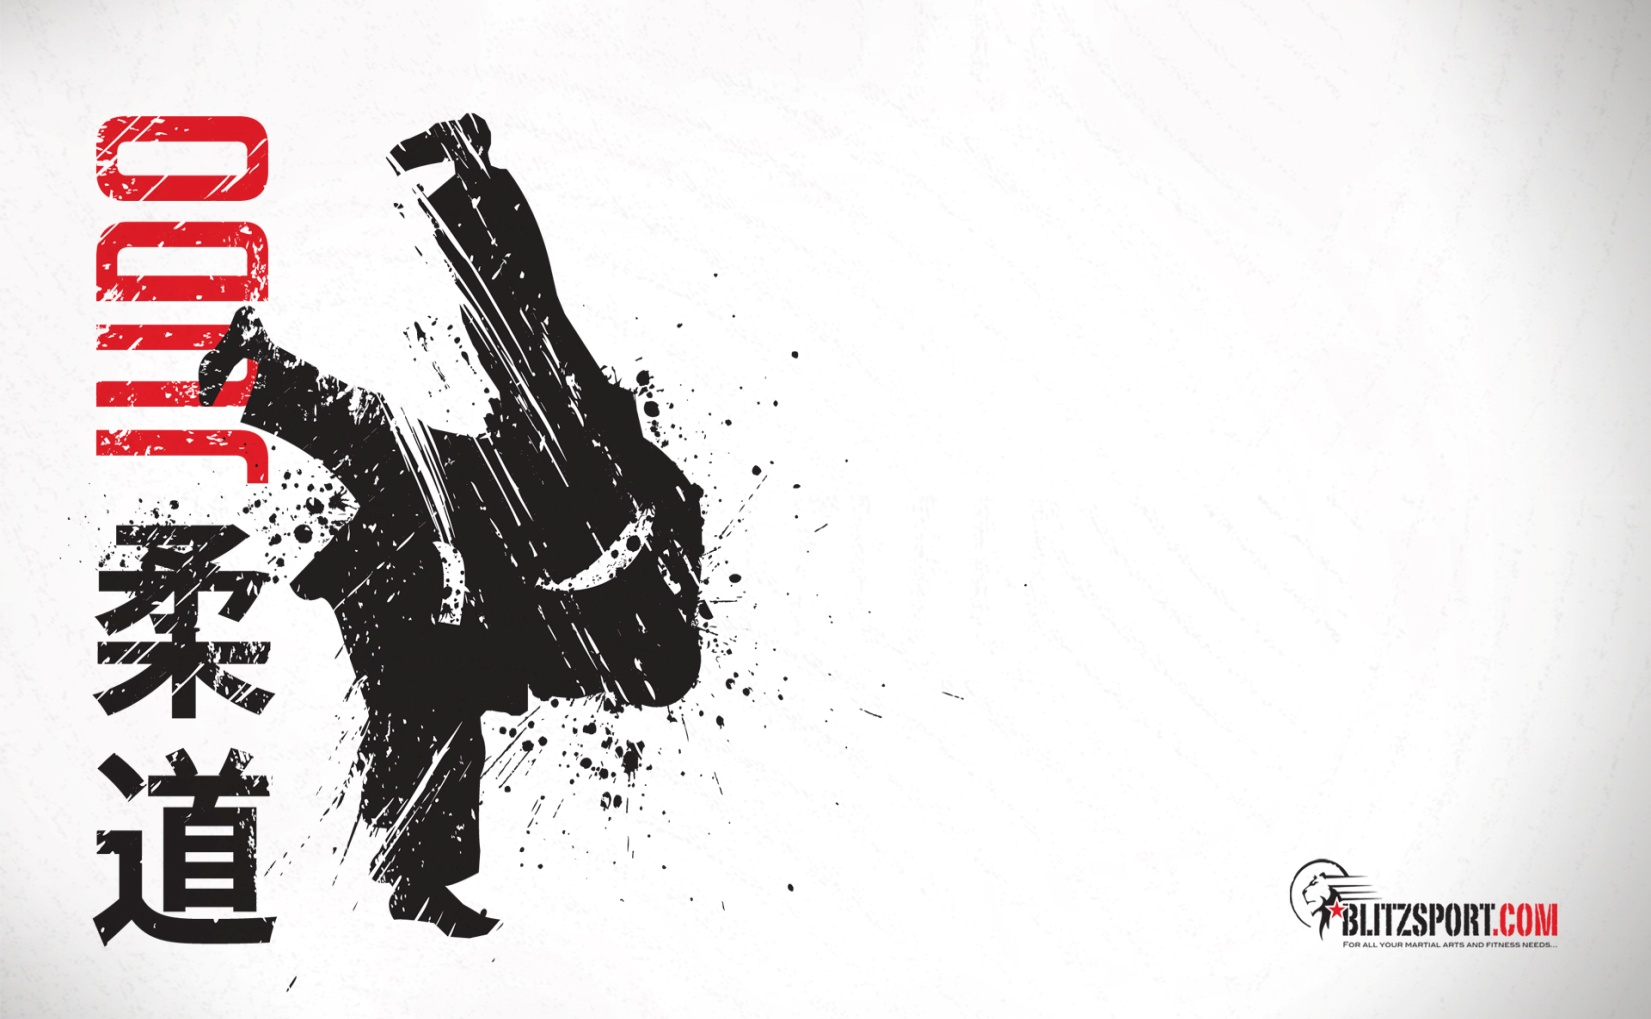 JUDO
柔道
BLITZSPORT.COM
FOR ALL YOUR MARTIAL ARTS AND FITNESS NEEDS...